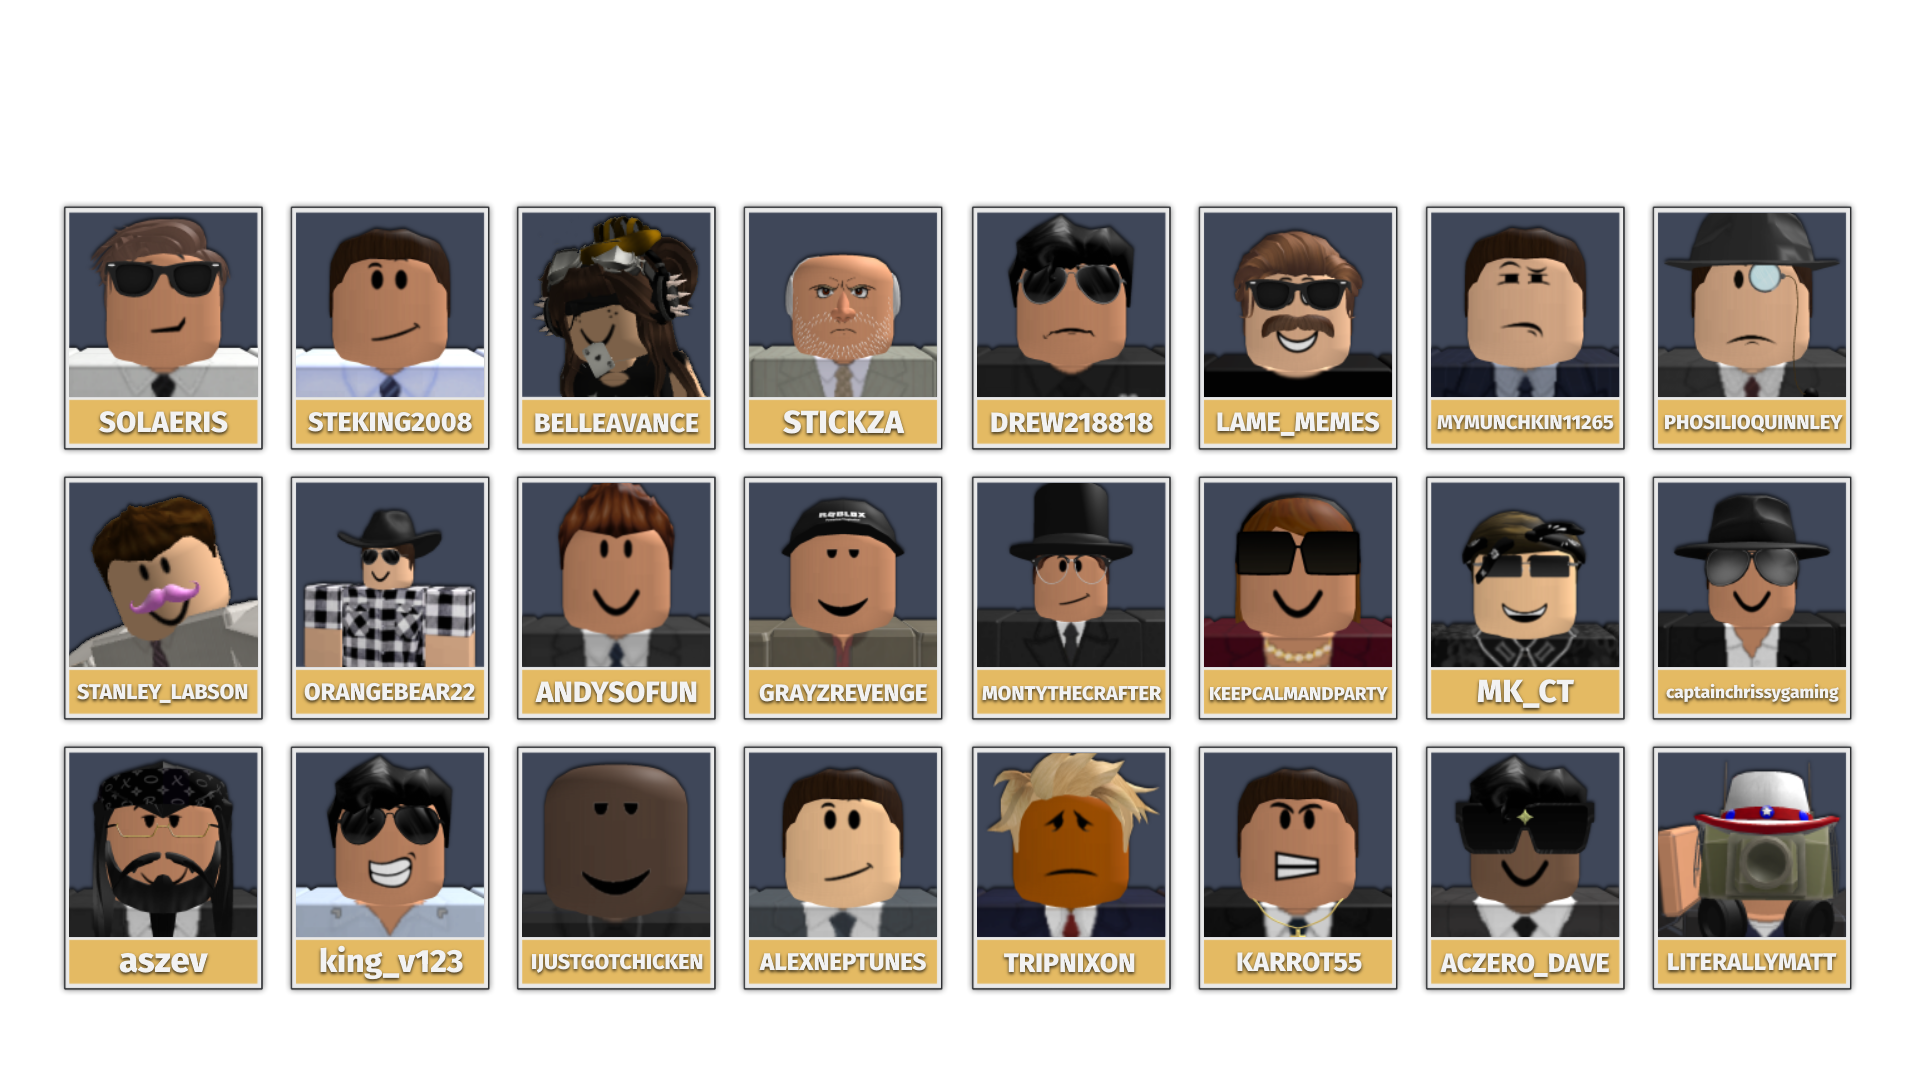 SOLAERIS
STEKING2008
BELLEAVANCE
STICKZA
DREW218818
LAME_MEMES
MYMUNCHKIN11265
PHOSILIOQUINNLEY
STANLEY_LABSON
ORANGEBEAR22
ANDYSOFUN
ROBLOX
GRAYZREVENGE
MONTYTHECRAFTER
KEEPCALMANDPARTY
MK_CT
captainchrissygaming
aszev
king_v123
IJUSTGOTCHICKEN
ALEXNEPTUNES
TRIPNIXON
KARROT55
ACZERO_DAVE
LITERALLYMATT